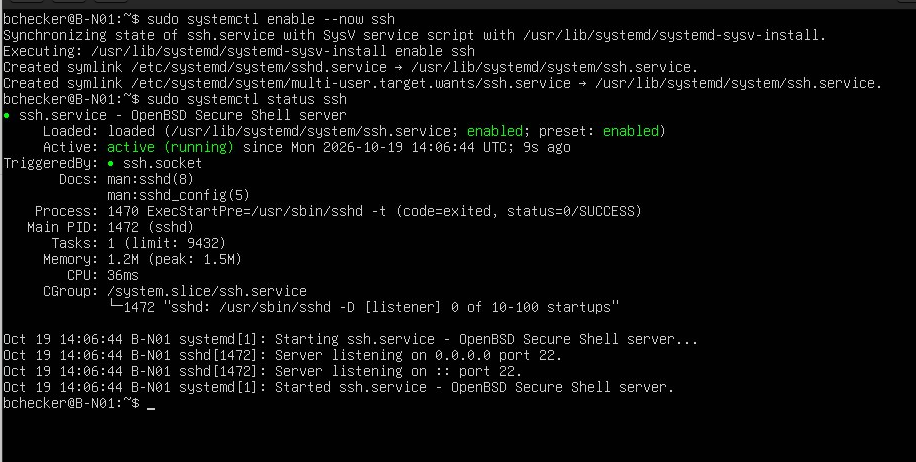 bchecker@B-N01:~$ sudo systemctl enable --now ssh
Synchronizing state of ssh.service with SysV service script with /usr/lib/systemd/systemd-sysv-install.
Executing: /usr/lib/systemd/systemd-sysv-install enable ssh
Created symlink /etc/systemd/system/sshd.service → /usr/lib/systemd/system/ssh.service.
Created symlink /etc/systemd/system/multi-user.target.wants/ssh.service → /usr/lib/systemd/system/ssh.service.
bchecker@B-N01:~$ sudo systemctl status ssh
● ssh.service - OpenBSD Secure Shell server
     Loaded: loaded (/usr/lib/systemd/system/ssh.service; enabled; preset: enabled)
     Active: active (running) since Mon 2026-10-19 14:06:44 UTC; 9s ago
TriggeredBy: ● ssh.socket
       Docs: man:sshd(8)
             man:sshd_config(5)
    Process: 1470 ExecStartPre=/usr/sbin/sshd -t (code=exited, status=0/SUCCESS)
   Main PID: 1472 (sshd)
      Tasks: 1 (limit: 9432)
     Memory: 1.2M (peak: 1.5M)
        CPU: 36ms
     CGroup: /system.slice/ssh.service
             └─1472 "sshd: /usr/sbin/sshd -D [listener] 0 of 10-100 startups"
Oct 19 14:06:44 B-N01 systemd[1]: Starting ssh.service - OpenBSD Secure Shell server...
Oct 19 14:06:44 B-N01 sshd[1472]: Server listening on 0.0.0.0 port 22.
Oct 19 14:06:44 B-N01 sshd[1472]: Server listening on :: port 22.
Oct 19 14:06:44 B-N01 systemd[1]: Started ssh.service - OpenBSD Secure Shell server.
bchecker@B-N01:~$ _